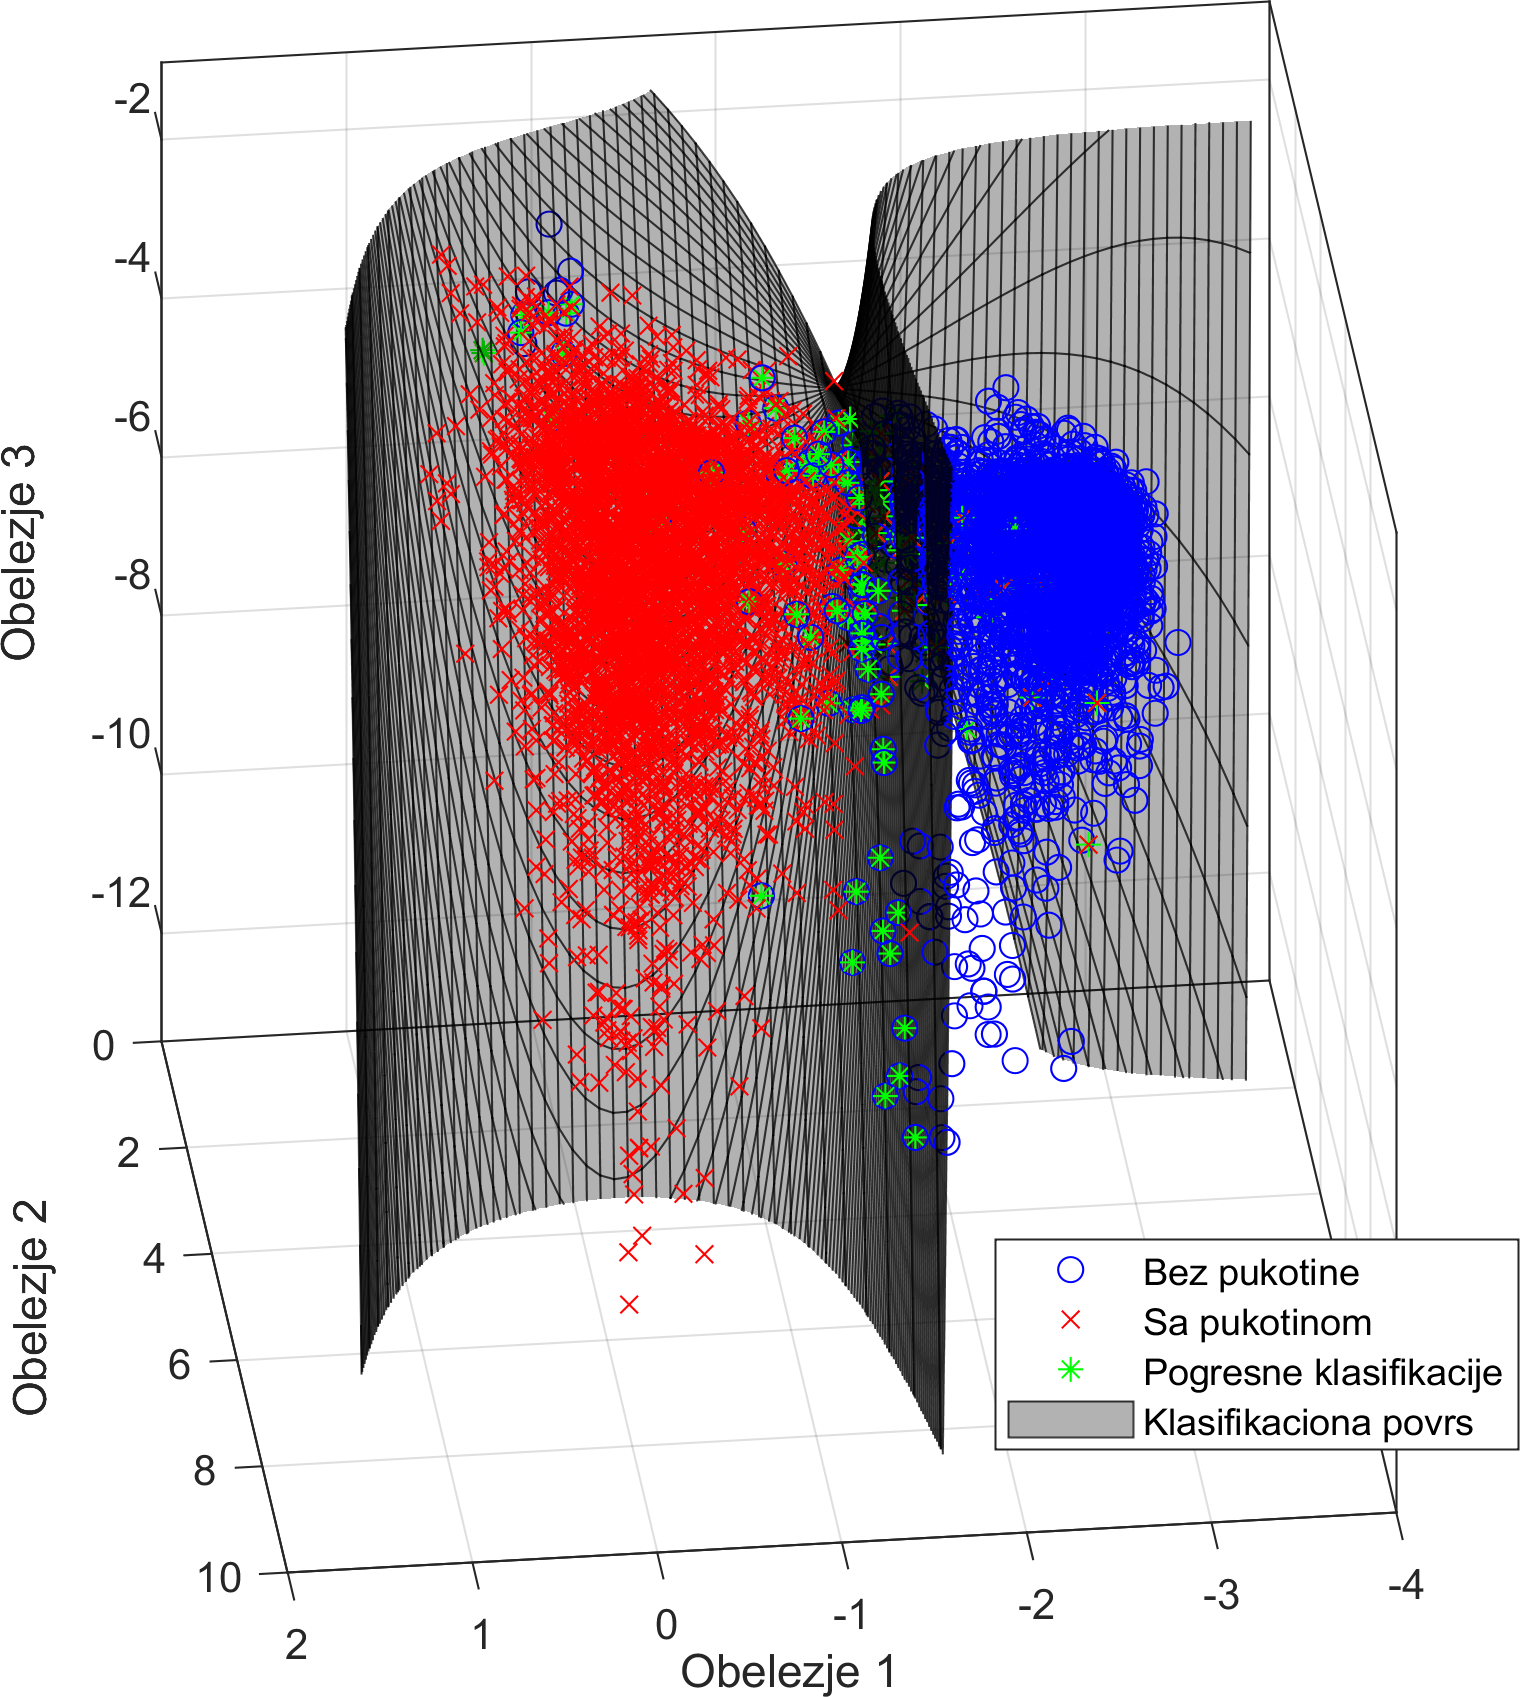 -2
-4
-6
-8
-10
-12
Obelezje 3
0
2
4
6
8
10
Obelezje 2
2
1
0
-1
-2
-3
-4
Obelezje 1
Bez pukotine
Sa pukotinom
Pogresne klasifikacije
Klasifikaciona povrs